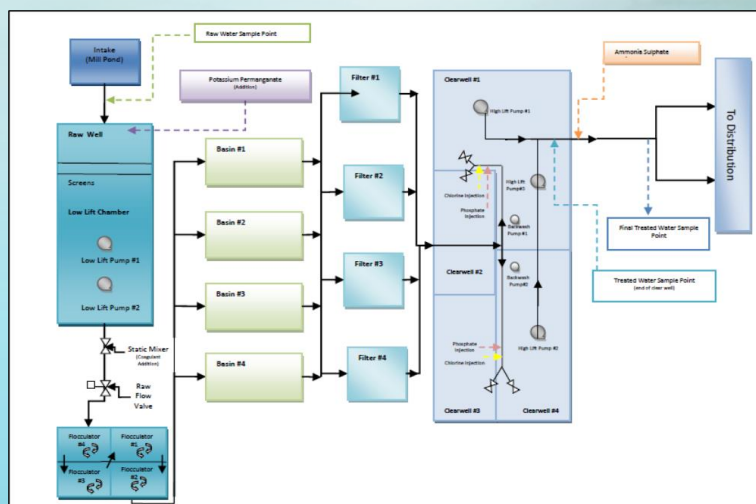 Intake
(Mill Pond)
Raw Water Sample Point
Potassium Permanganate
(Addition)
Raw Well
Screens
Low Lift Chamber
Low Lift Pump #1
Low Lift Pump #2
Static Mixer
(Coagulant
Addition)
Raw
Flow
Valve
Flocculator
#4
Flocculator
#1
Flocculator
#3
Flocculator
#2
Basin #1
Basin #2
Basin #3
Basin #4
Filter #1
Filter #2
Filter #3
Filter #4
Clearwell #1
High Lift Pump #1
High Lift
Pump#3
Chlorine Injection
Phosphate
Injection
Backwash
Pump #1
Clearwell #2
Backwash
Pump#2
High Lift Pump #2
Phosphate
Injection
Chlorine Injection
Clearwell #3
Clearwell #4
Ammonia Sulphate
To Distribution
Final Treated Water Sample
Point
Treated Water Sample Point
(end of clear well)